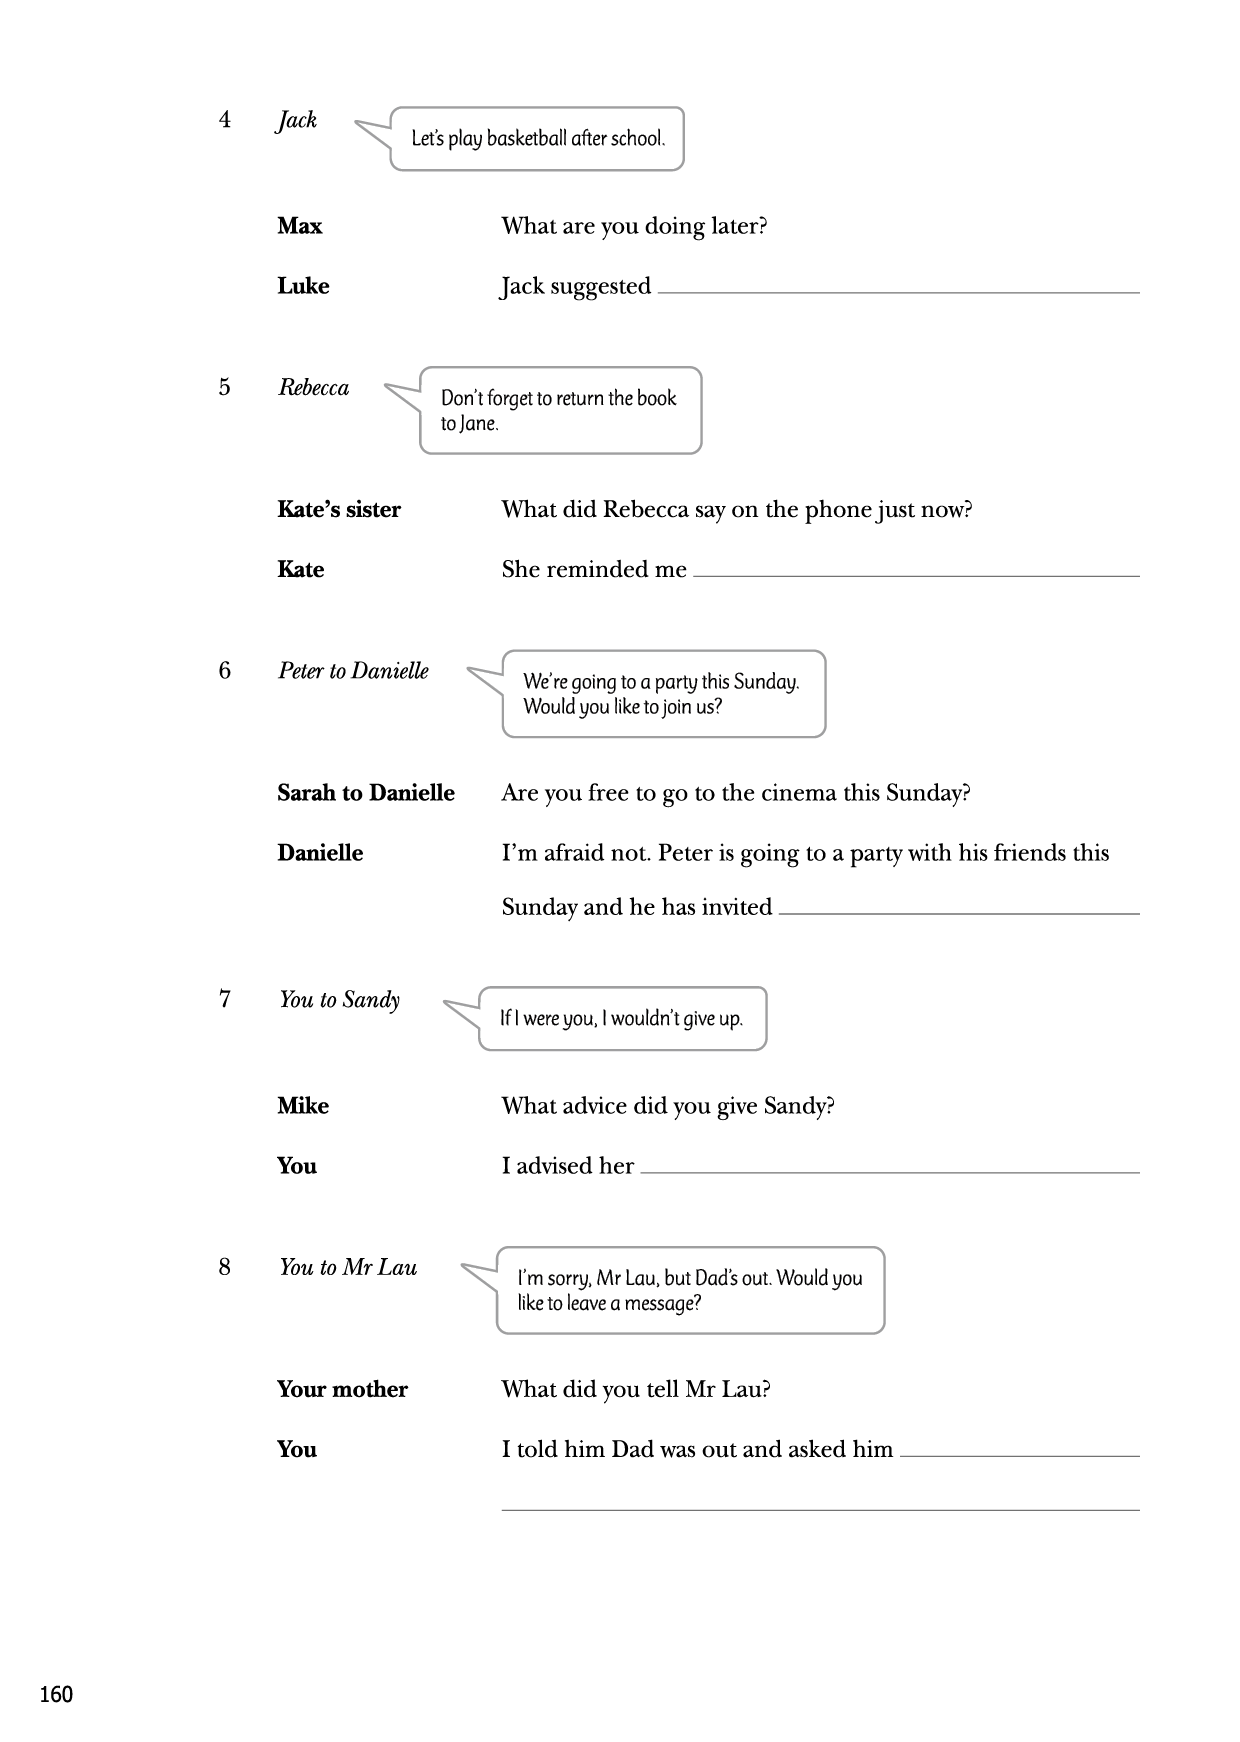 4 Jack
Let's play basketball after school.
Max What are you doing later?
Luke Jack suggested
5 Rebecca
Don't forget to return the book
to Jane.
Kate's sister What did Rebecca say on the phone just now?
Kate She reminded me
6 Peter to Danielle
We're going to a party this Sunday.
Would you like to join us?
Sarah to Danielle Are you free to go to the cinema this Sunday?
Danielle I'm afraid not. Peter is going to a party with his friends this
Sunday and he has invited
7 You to Sandy
If I were you, I wouldn't give up.
Mike What advice did you give Sandy?
You I advised her
8 You to Mr Lau
I'm sorry, Mr Lau, but Dad's out. Would you
like to leave a message?
Your mother What did you tell Mr Lau?
You I told him Dad was out and asked him
160